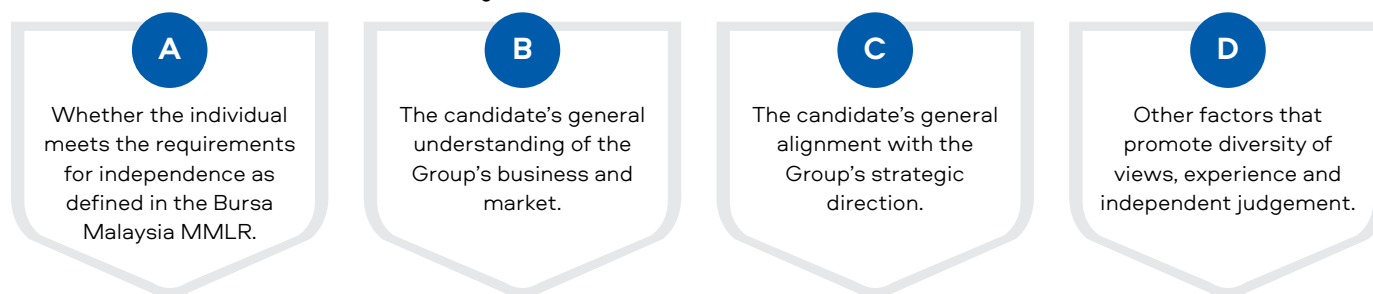 A
Whether the individual
meets the requirements
for independence as
defined in the Bursa
Malaysia MMLR.
B
The candidate's general
understanding of the
Group's business and
market.
C
The candidate's general
alignment with the
Group's strategic
direction.
D
Other factors that
promote diversity of
views, experience and
independent judgement.